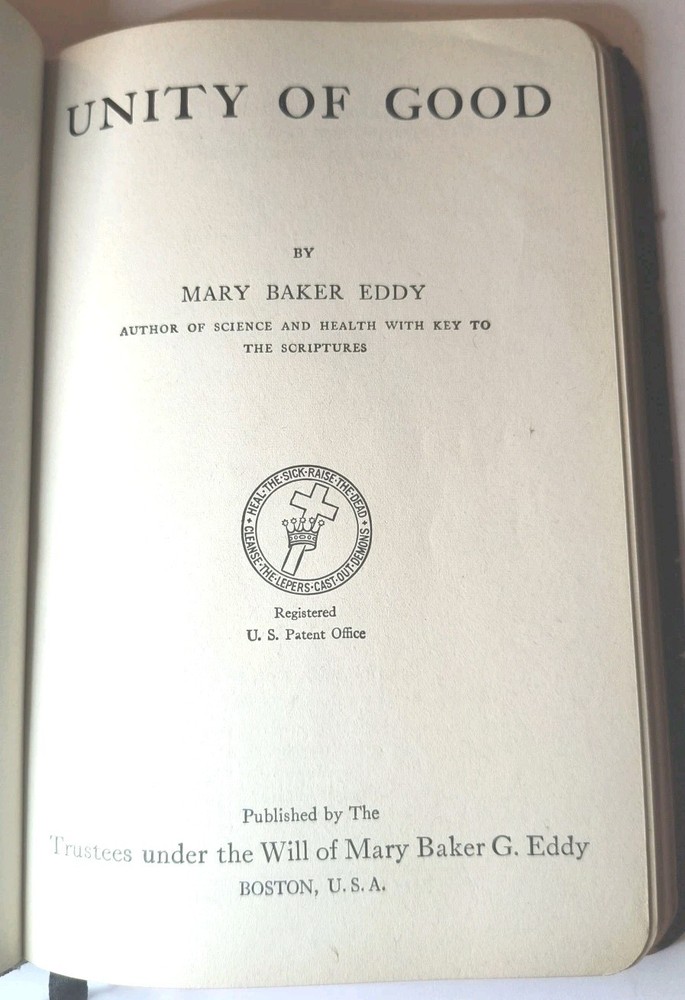 UNITY OF GOOD
BY
MARY BAKER EDDY
AUTHOR OF SCIENCE AND HEALTH WITH KEY TO
THE SCRIPTURES
HEAL·THE·SICK·RAISE·THE·DEAD
CLEANSE·THE·LEPERS·CAST·OUT·DEMONS
Registered
U. S. Patent Office
Published by The
Trustees under the Will of Mary Baker G. Eddy
BOSTON, U. S. A.